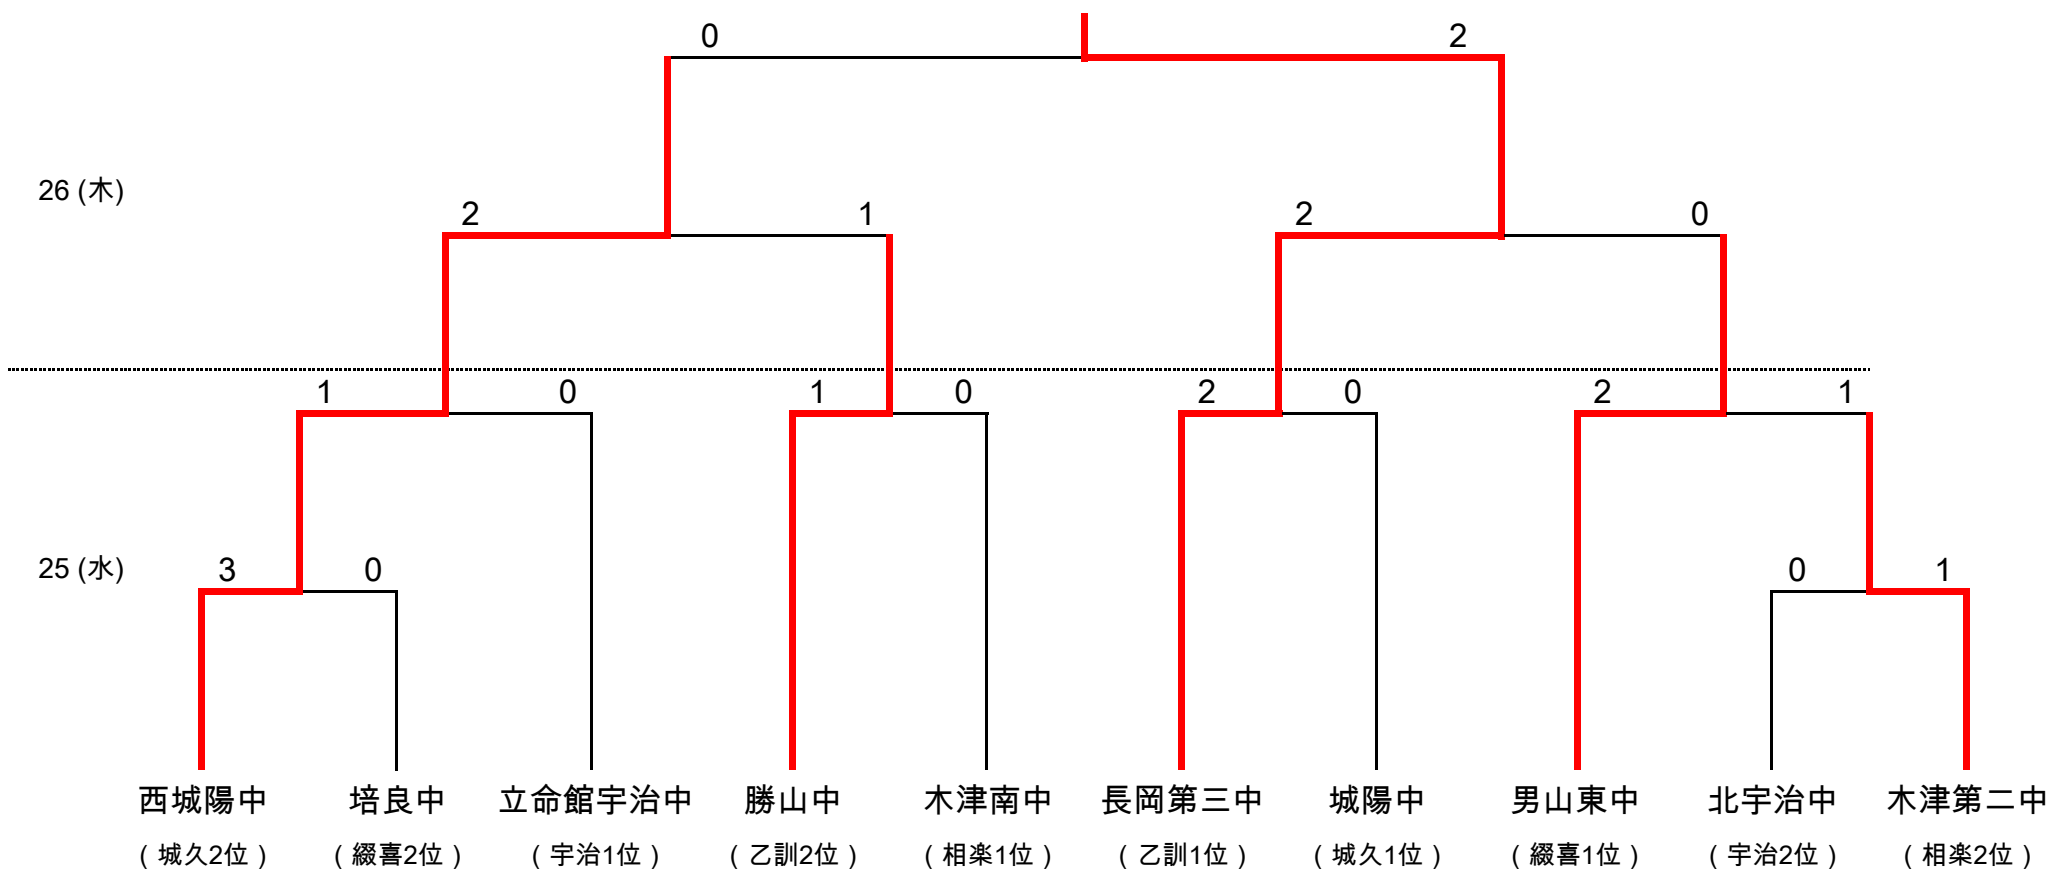 0 2
26 (木)
2 1 2 0
1 0 1 0 2 0 2 1
25 (水)
3 0 0 1
西城陽中 培良中 立命館宇治中 勝山中 木津南中 長岡第三中 城陽中 男山東中 北宇治中 木津第二中
（城久2位） （綴喜2位） （宇治1位） （乙訓2位） （相楽1位） （乙訓1位） （城久1位） （綴喜1位） （宇治2位） （相楽2位）